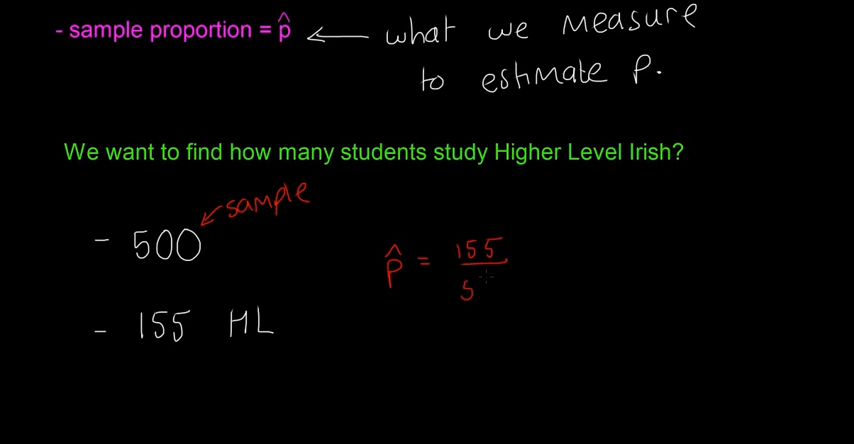 - sample proportion = p̂ ← what we measure
to estimate p.
We want to find how many students study Higher Level Irish?
sample
- 500
p̂ = 155
5
- 155 HL